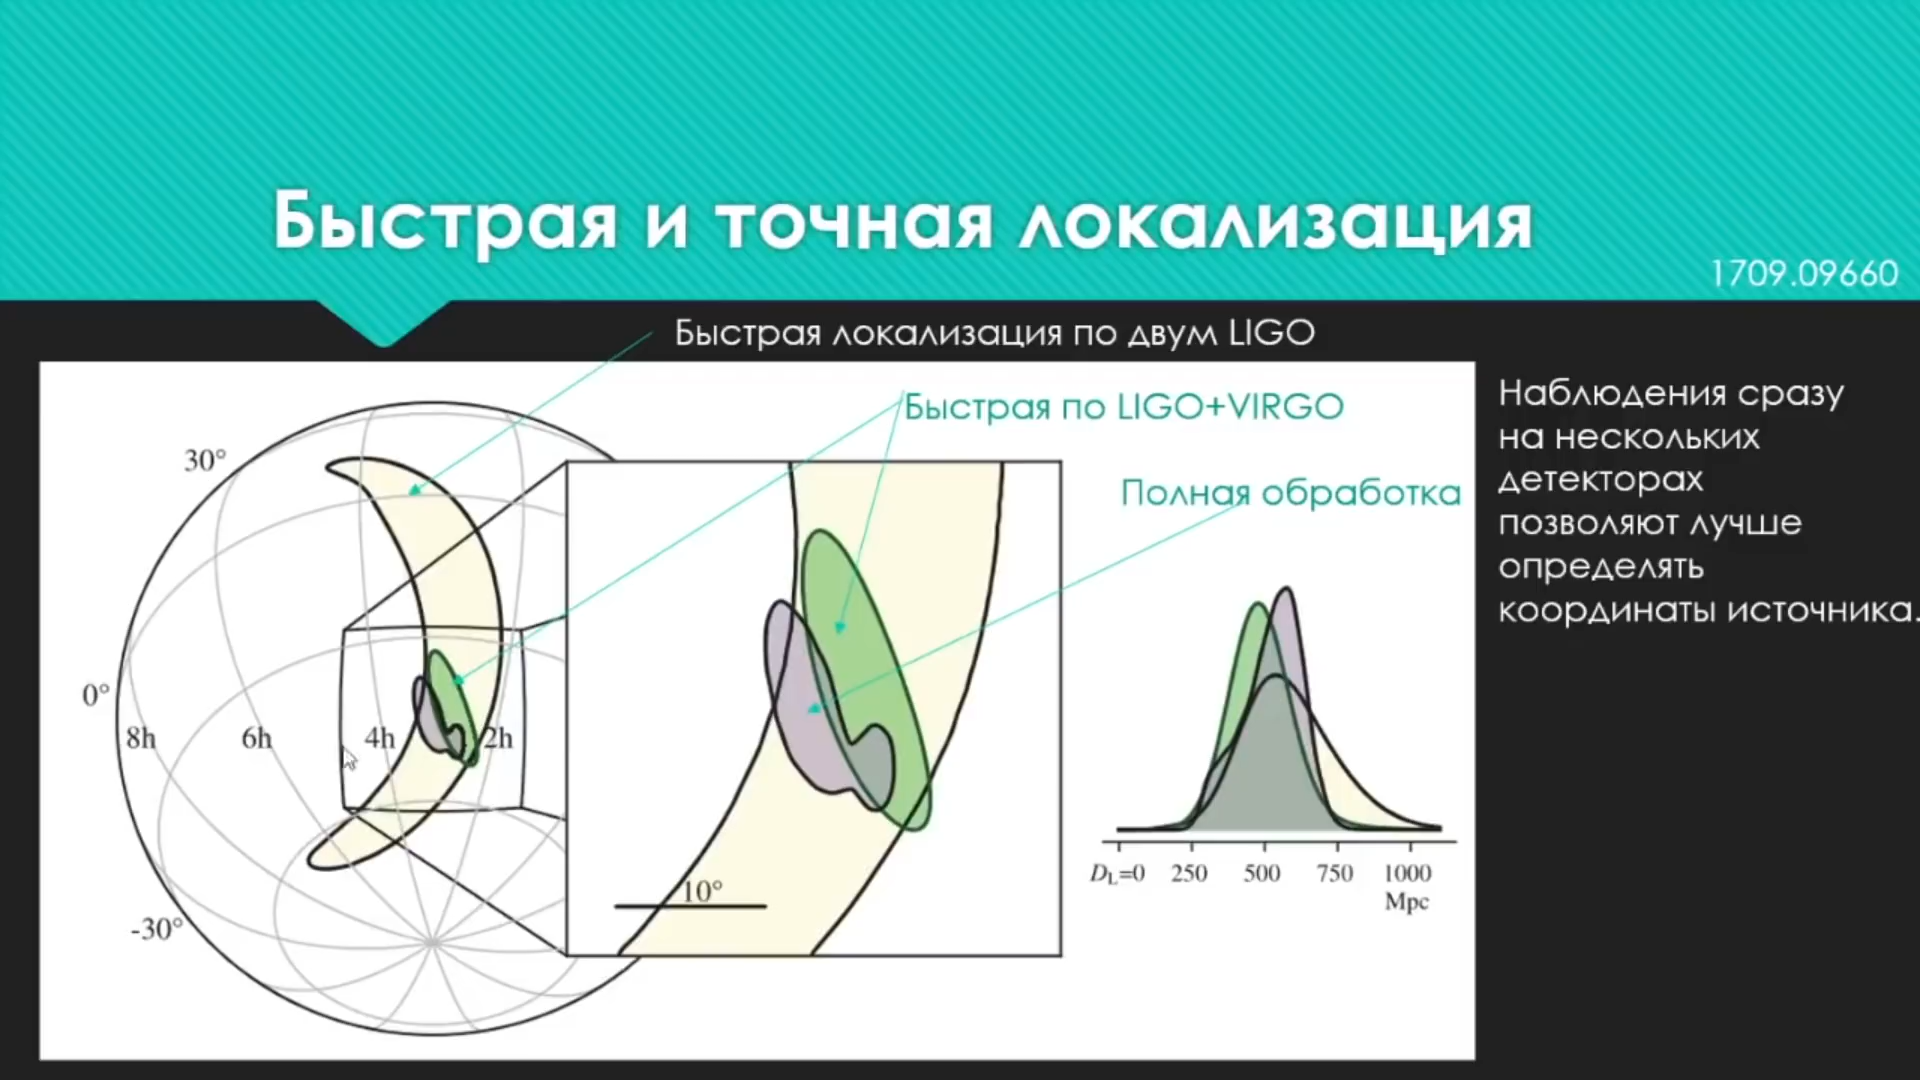 Быстрая и точная локализация
1709.09660
Быстрая локализация по двум LIGO
Быстрая по LIGO+VIRGO
Полная обработка
Наблюдения сразу
на нескольких
детекторах
позволяют лучше
определять
координаты источника.
30°
0°
8h 6h 4h 2h
-30°
10°
DL=0 250 500 750 1000
Mpc